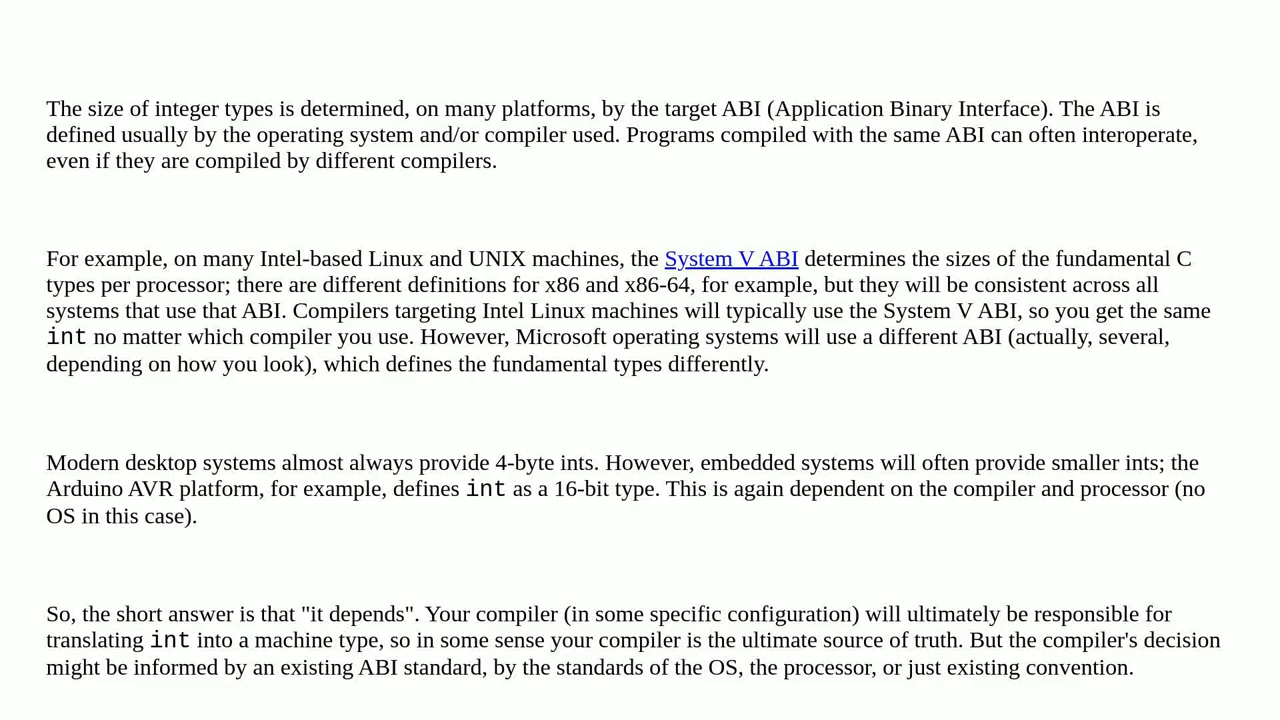 The size of integer types is determined, on many platforms, by the target ABI (Application Binary Interface). The ABI is
defined usually by the operating system and/or compiler used. Programs compiled with the same ABI can often interoperate,
even if they are compiled by different compilers.
For example, on many Intel-based Linux and UNIX machines, the System V ABI determines the sizes of the fundamental C
types per processor; there are different definitions for x86 and x86-64, for example, but they will be consistent across all
systems that use that ABI. Compilers targeting Intel Linux machines will typically use the System V ABI, so you get the same
int no matter which compiler you use. However, Microsoft operating systems will use a different ABI (actually, several,
depending on how you look), which defines the fundamental types differently.
Modern desktop systems almost always provide 4-byte ints. However, embedded systems will often provide smaller ints; the
Arduino AVR platform, for example, defines int as a 16-bit type. This is again dependent on the compiler and processor (no
OS in this case).
So, the short answer is that "it depends". Your compiler (in some specific configuration) will ultimately be responsible for
translating int into a machine type, so in some sense your compiler is the ultimate source of truth. But the compiler's decision
might be informed by an existing ABI standard, by the standards of the OS, the processor, or just existing convention.